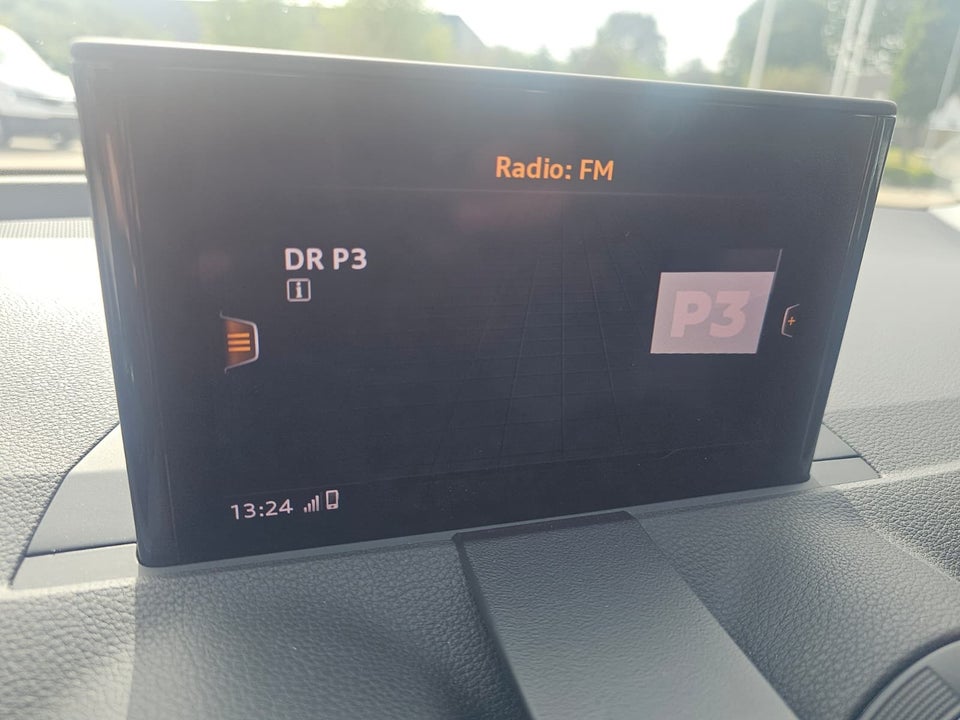 Radio: FM
DR P3
i
P3
+
13:24